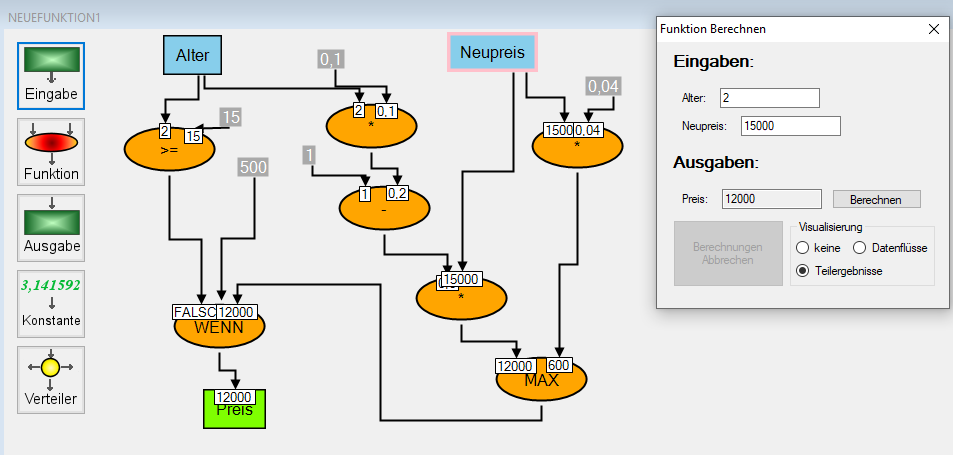 NEUEFUNKTION1
Eingabe
Funktion
Ausgabe
3,141592
Konstante
Verteiler
Alter
0,1
Neupreis
0,04
15
2
15
>=
2
0,1
*
1500
0,04
*
500
1
1
0,2
-
15000
*
FALSC
12000
WENN
12000
600
MAX
12000
Preis
Funktion Berechnen
Eingaben:
Alter: 2
Neupreis: 15000
Ausgaben:
Preis: 12000 Berechnen
Berechnungen
Abbrechen
Visualisierung
keine Datenflüsse
Teilergebnisse